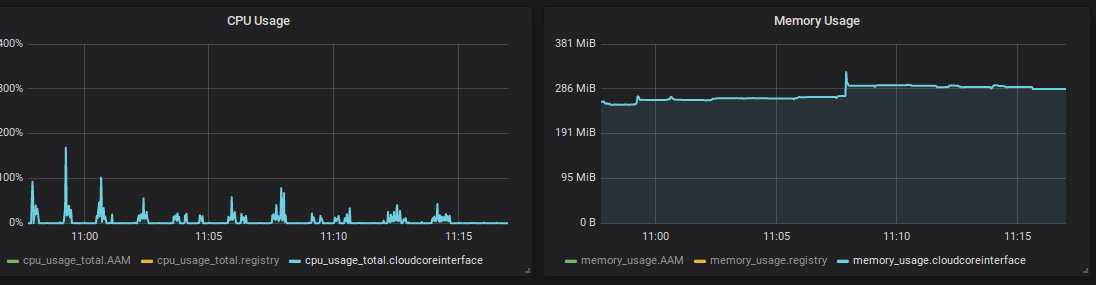 CPU Usage
400%
300%
200%
100%
0%
11:00 11:05 11:10 11:15
cpu_usage_total.AAM cpu_usage_total.registry cpu_usage_total.cloudcoreinterface
Memory Usage
381 MiB
286 MiB
191 MiB
95 MiB
0 B
11:00 11:05 11:10 11:15
memory_usage.AAM memory_usage.registry memory_usage.cloudcoreinterface